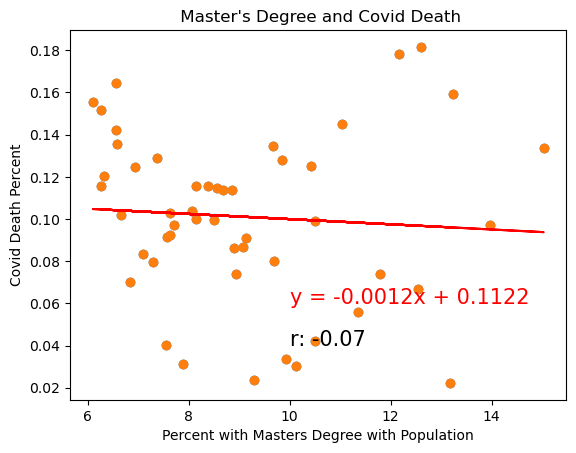 Master's Degree and Covid Death
Covid Death Percent
0.18
0.16
0.14
0.12
0.10
0.08
0.06
0.04
0.02
y = -0.0012x + 0.1122
r: -0.07
6 8 10 12 14
Percent with Masters Degree with Population